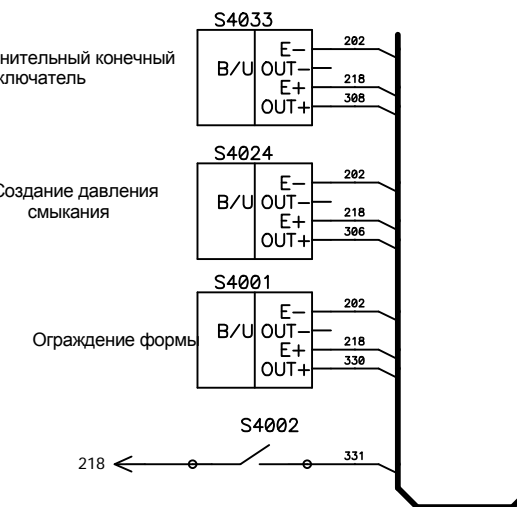 S4033
нительный конечный
ключатель
B/U
E-
OUT-
E+
OUT+
202
218
308
S4024
Создание давления
смыкания
B/U
E-
OUT-
E+
OUT+
202
218
306
S4001
Ограждение формы
B/U
E-
OUT-
E+
OUT+
202
218
330
S4002
218
331